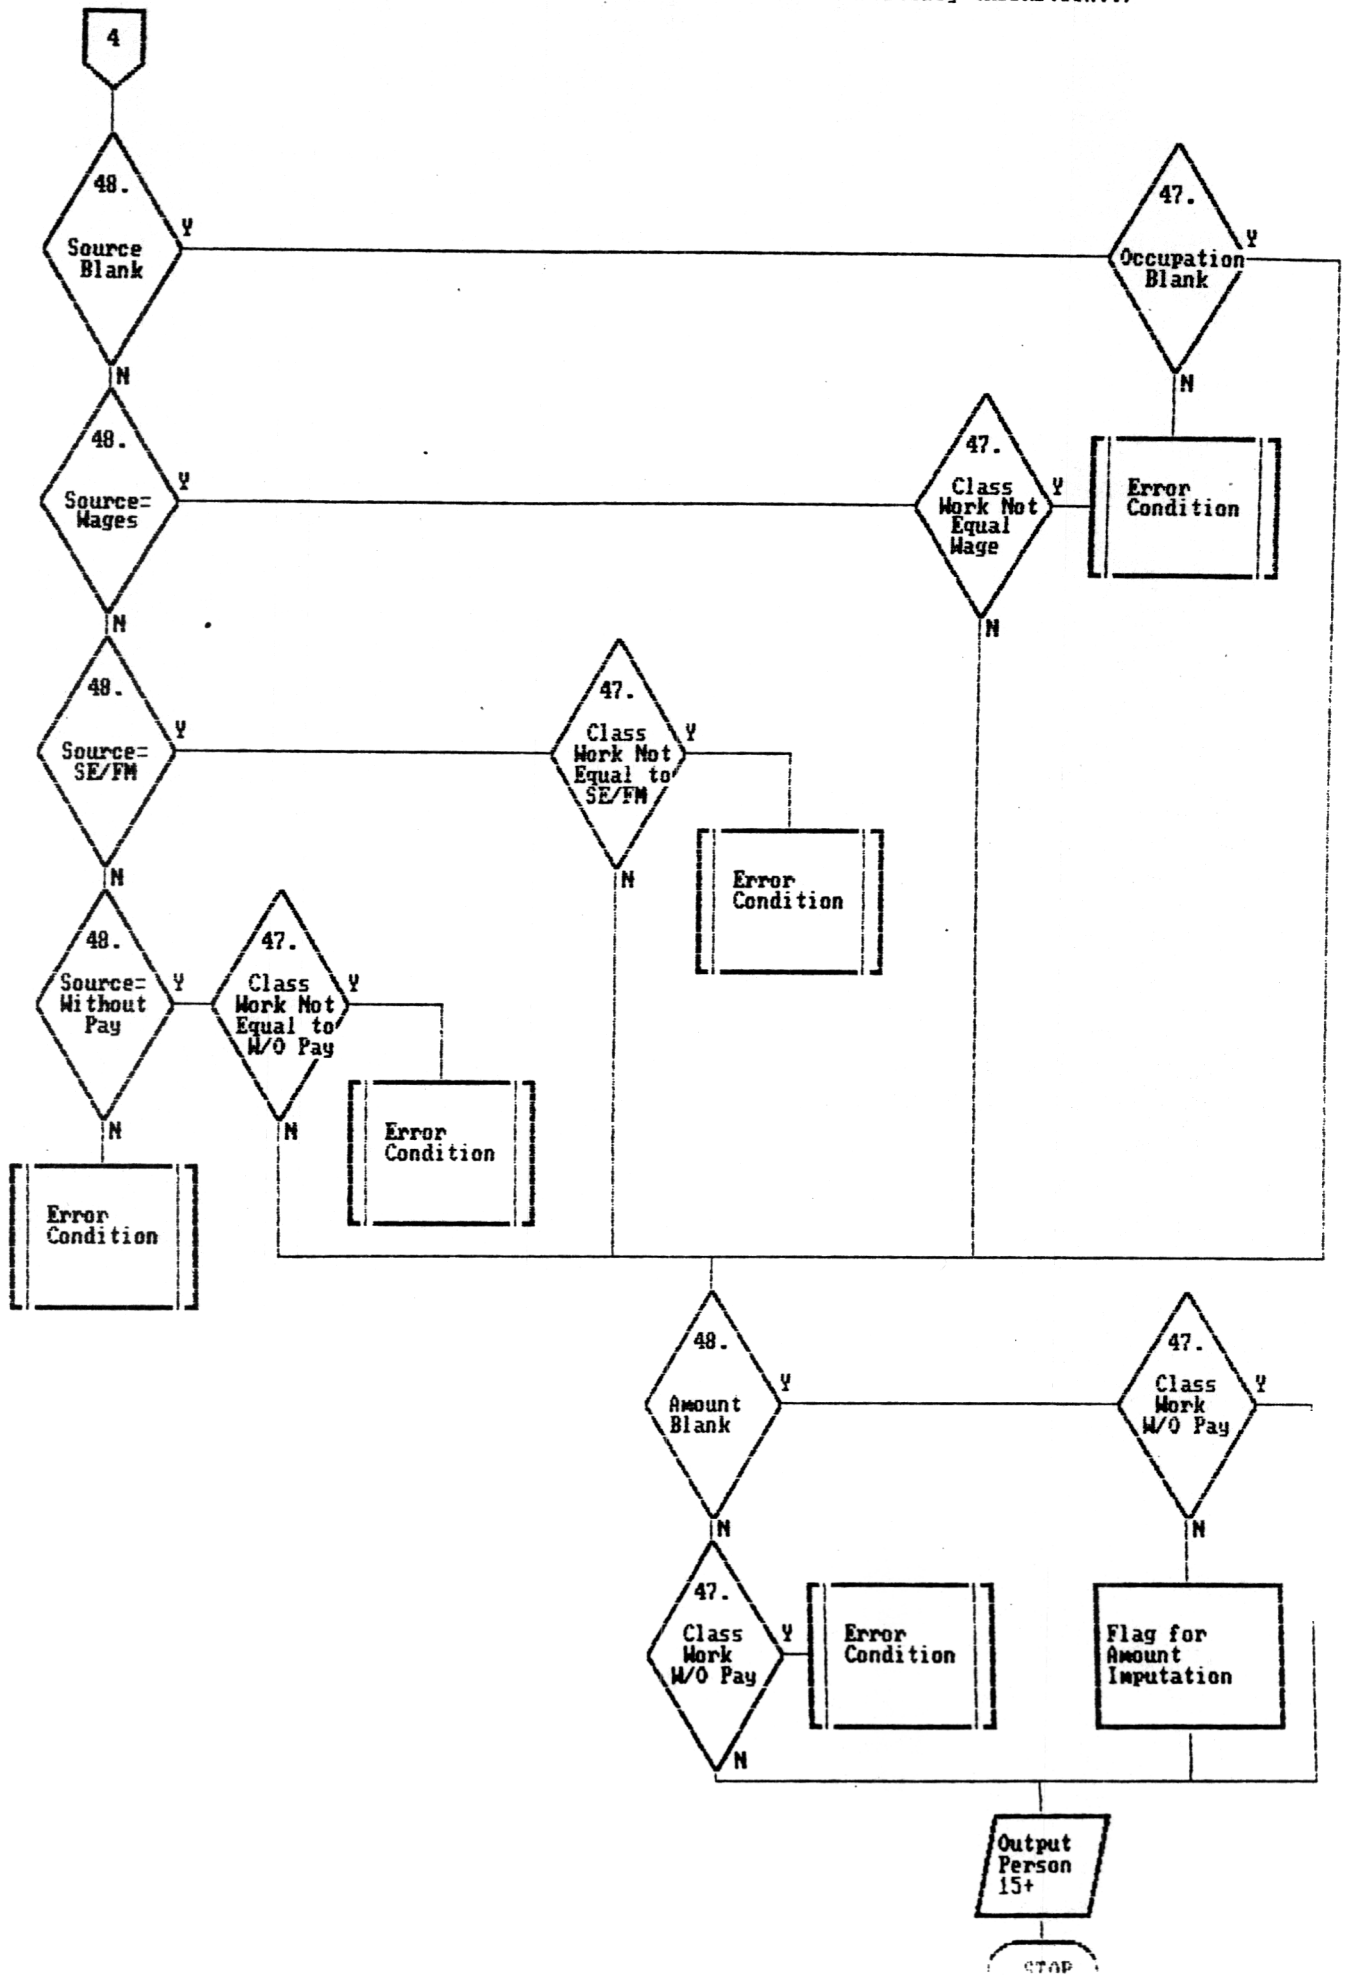 4
48.
Source
Blank
Y
N
47.
Occupation
Blank
Y
N
48.
Source=
Wages
Y
N
47.
Class
Work Not
Equal
Wage
Y
N
Error
Condition
48.
Source=
SE/FM
Y
N
47.
Class
Work Not
Equal to
SE/FM
Y
N
Error
Condition
48.
Source=
Without
Pay
Y
N
47.
Class
Work Not
Equal to
W/O Pay
Y
N
Error
Condition
Error
Condition
48.
Amount
Blank
Y
N
47.
Class
Work
W/O Pay
Y
N
47.
Class
Work
W/O Pay
Y
N
Error
Condition
Flag for
Amount
Imputation
Output
Person
15+
STOP